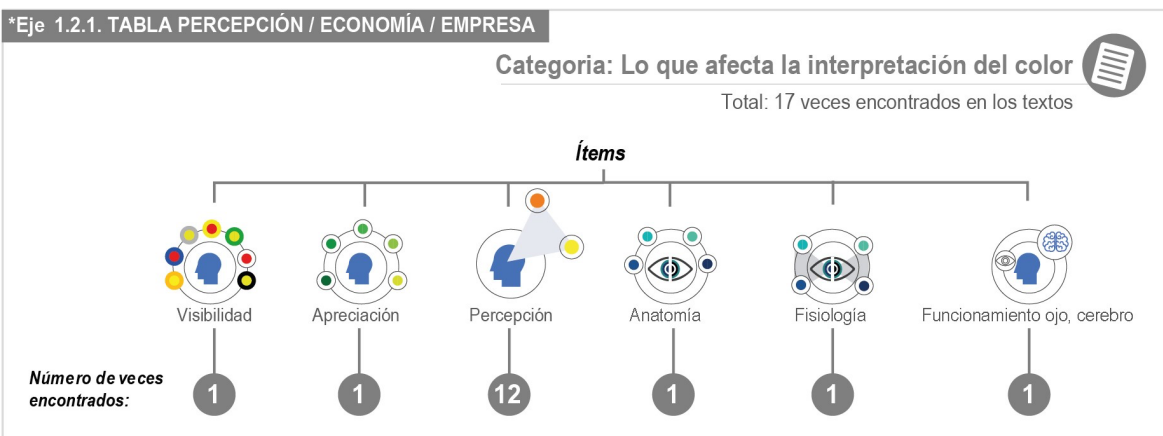 *Eje 1.2.1. TABLA PERCEPCIÓN / ECONOMÍA / EMPRESA
Categoria: Lo que afecta la interpretación del color
Total: 17 veces encontrados en los textos
Ítems
Visibilidad Apreciación Percepción Anatomía Fisiología Funcionamiento ojo, cerebro
Número de veces
encontrados:
1 1 12 1 1 1